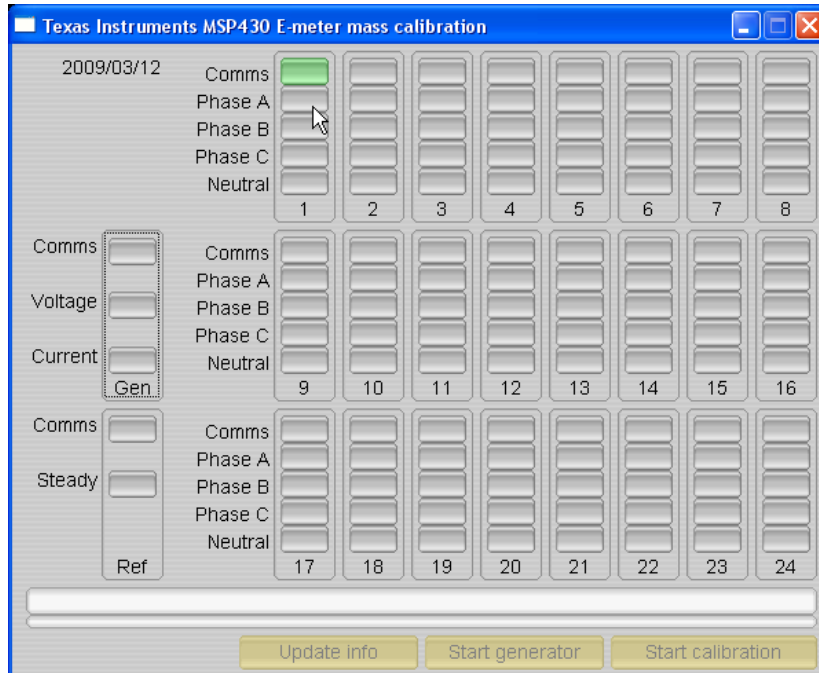 Texas Instruments MSP430 E-meter mass calibration
2009/03/12
Comms
Phase A
Phase B
Phase C
Neutral
1 2 3 4 5 6 7 8
Comms
Voltage
Current
Gen
Comms
Phase A
Phase B
Phase C
Neutral
9 10 11 12 13 14 15 16
Comms
Steady
Ref
Comms
Phase A
Phase B
Phase C
Neutral
17 18 19 20 21 22 23 24
Update info Start generator Start calibration